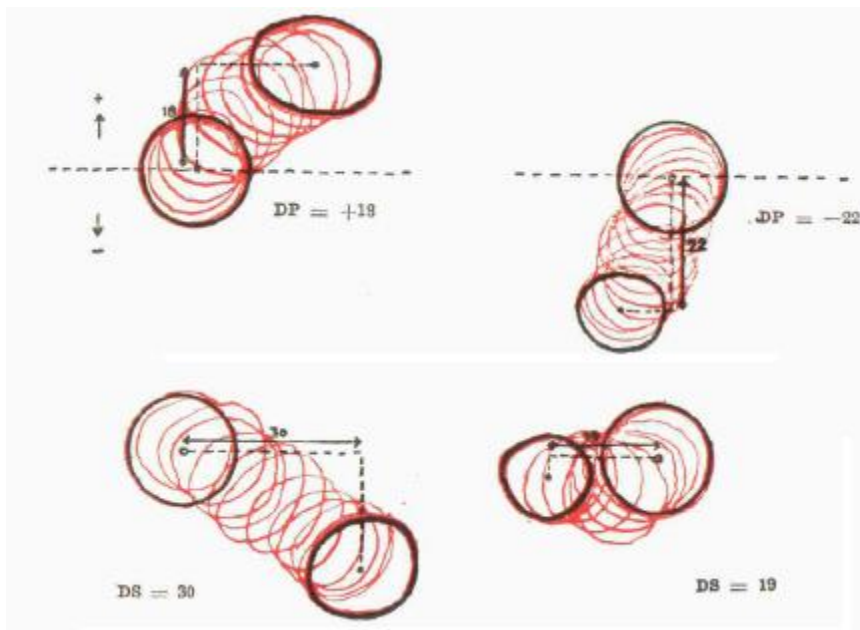 +
18
DP = +18
-
DP = -22
22
30
DS = 30
DS = 19